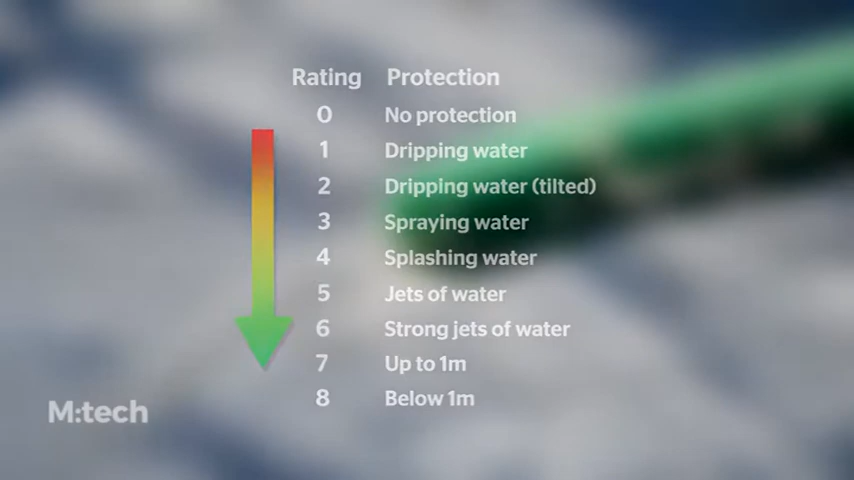 Rating Protection
0 No protection
1 Dripping water
2 Dripping water (tilted)
3 Spraying water
4 Splashing water
5 Jets of water
6 Strong jets of water
7 Up to 1m
8 Below 1m
M:tech